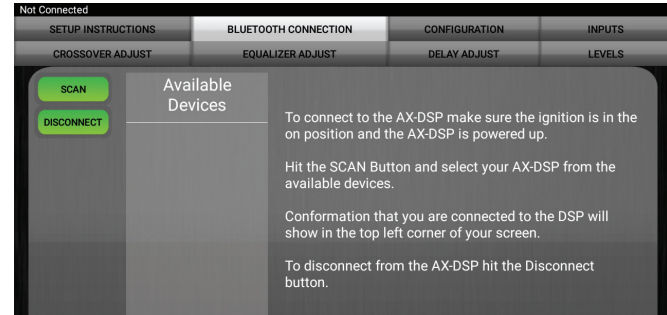 Not Connected
SETUP INSTRUCTIONS
BLUETOOTH CONNECTION
CONFIGURATION
INPUTS
CROSSOVER ADJUST
EQUALIZER ADJUST
DELAY ADJUST
LEVELS
SCAN
DISCONNECT
Available
Devices
To connect to the AX-DSP make sure the ignition is in the
on position and the AX-DSP is powered up.
Hit the SCAN Button and select your AX-DSP from the
available devices.
Conformation that you are connected to the DSP will
show in the top left corner of your screen.
To disconnect from the AX-DSP hit the Disconnect
button.